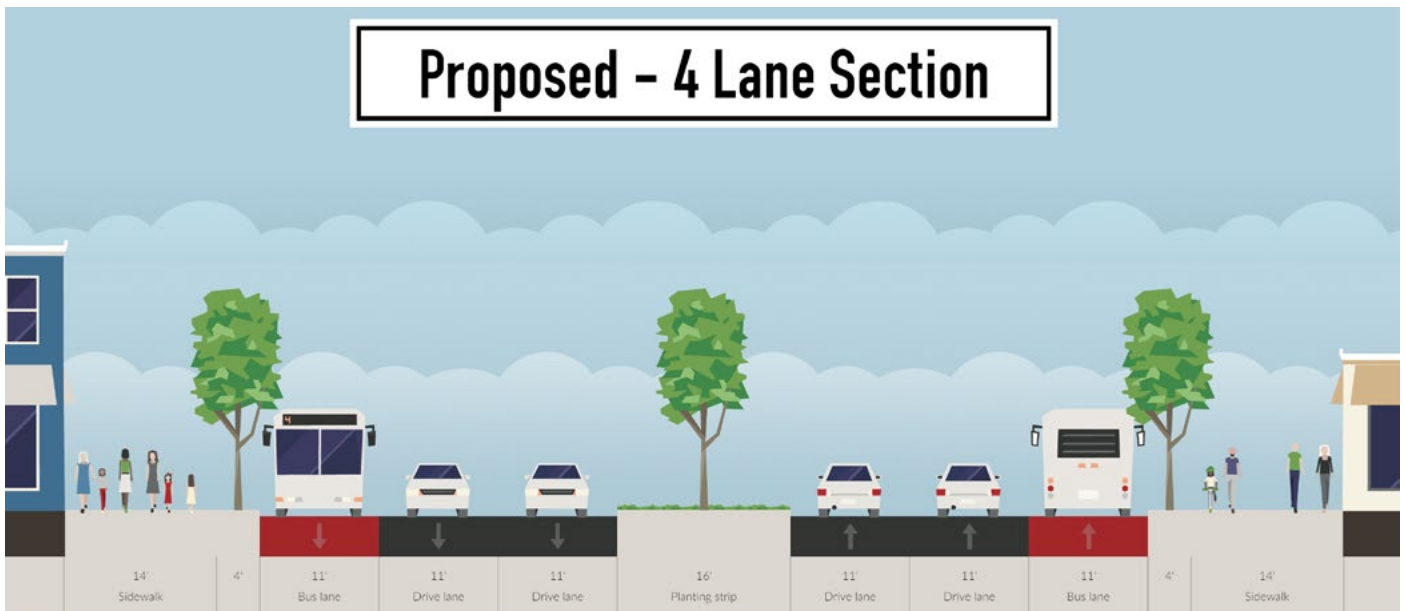 Proposed – 4 Lane Section
4
14' 4' 11' 11' 11' 16' 11' 11' 11' 4' 14'
Sidewalk Bus lane Drive lane Drive lane Planting strip Drive lane Drive lane Bus lane Sidewalk